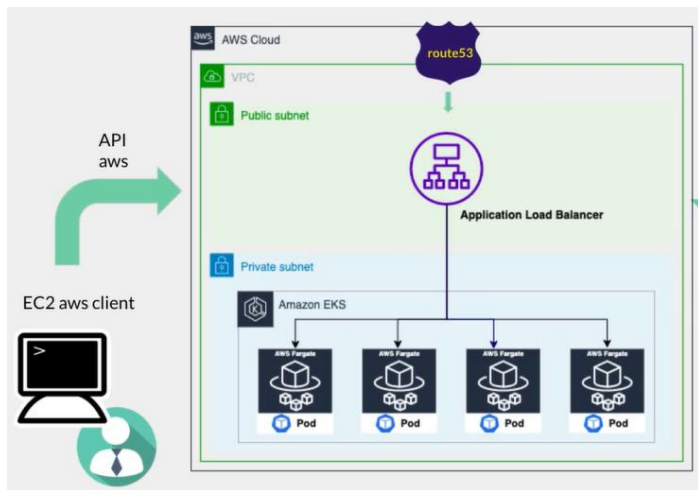 aws
AWS Cloud
route53
VPC
Public subnet
API
aws
Application Load Balancer
Private subnet
EC2 aws client
Amazon EKS
>
AWS Fargate
AWS Fargate
AWS Fargate
AWS Fargate
Pod
Pod
Pod
Pod